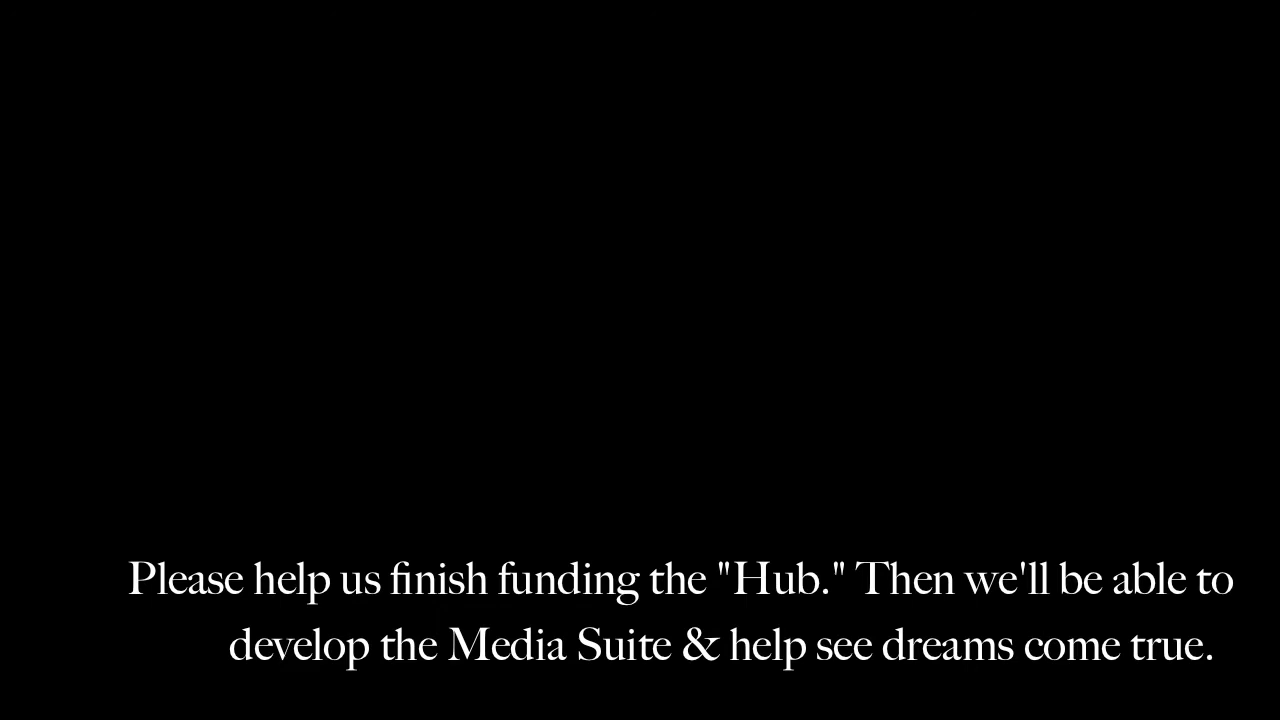 Please help us finish funding the "Hub." Then we'll be able to
develop the Media Suite & help see dreams come true.